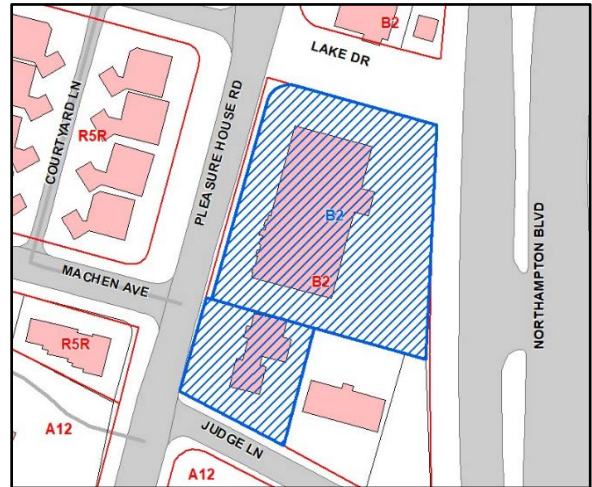 B2
LAKE DR
COURTYARD LN
R5R
PLEASURE HOUSE RD
B2
NORTHAMPTON BLVD
B2
MACHEN AVE
R5R
A12
JUDGE LN
A12